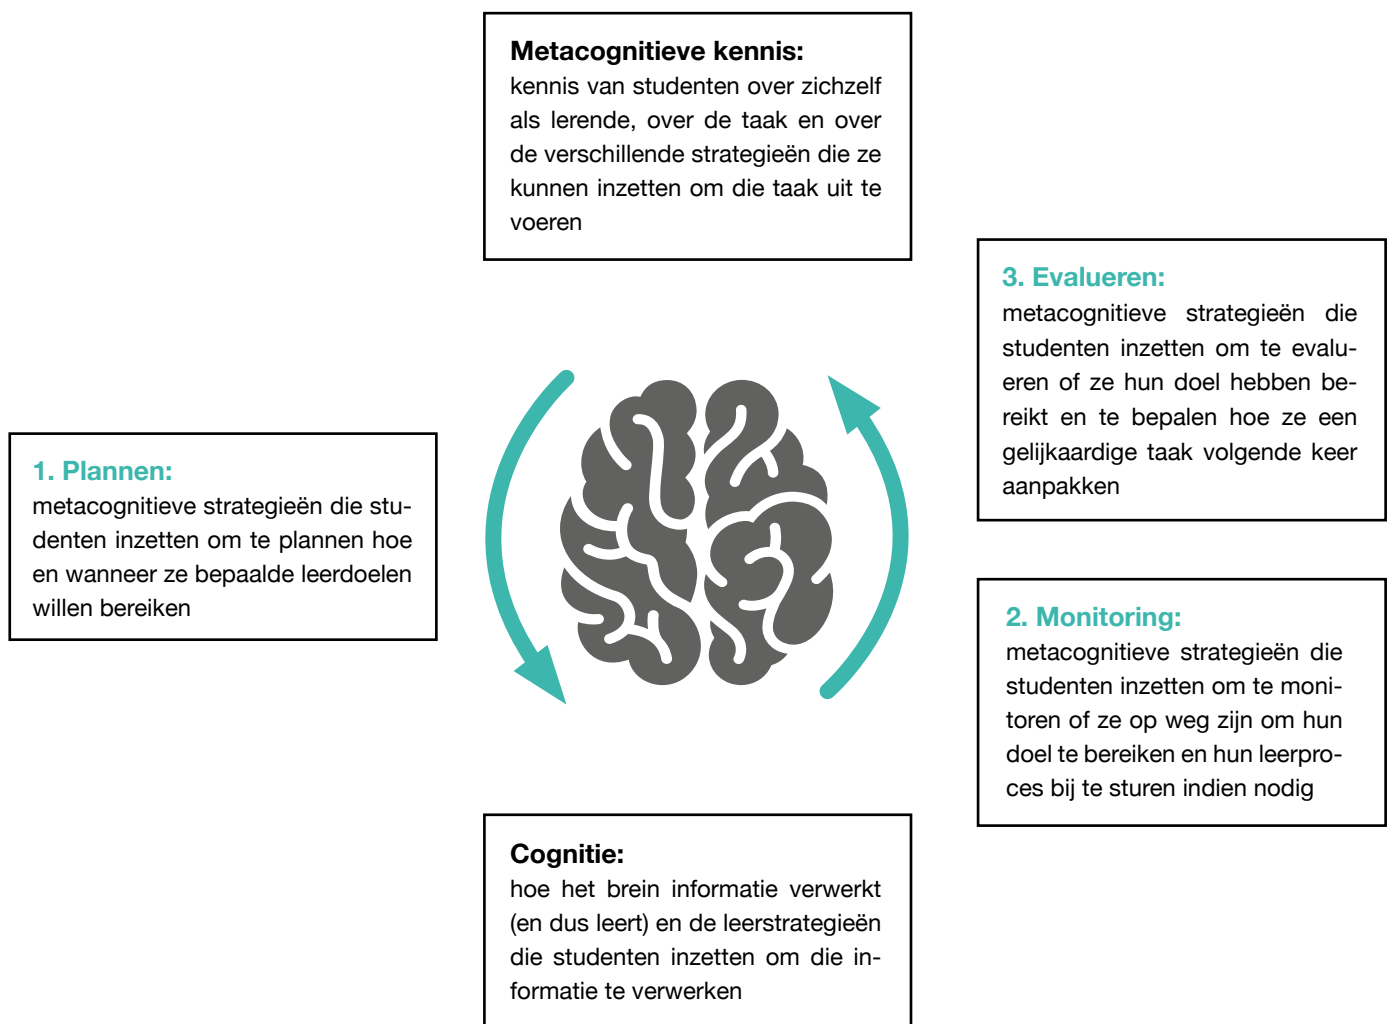 Metacognitieve kennis:
kennis van studenten over zichzelf
als lerende, over de taak en over
de verschillende strategieën die ze
kunnen inzetten om die taak uit te
voeren
1. Plannen:
metacognitieve strategieën die stu-
denten inzetten om te plannen hoe
en wanneer ze bepaalde leerdoelen
willen bereiken
3. Evalueren:
metacognitieve strategieën die
studenten inzetten om te evalu-
eren of ze hun doel hebben be-
reikt en te bepalen hoe ze een
gelijkaardige taak volgende keer
aanpakken
2. Monitoring:
metacognitieve strategieën die
studenten inzetten om te moni-
toren of ze op weg zijn om hun
doel te bereiken en hun leerpro-
ces bij te sturen indien nodig
Cognitie:
hoe het brein informatie verwerkt
(en dus leert) en de leerstrategieën
die studenten inzetten om die in-
formatie te verwerken